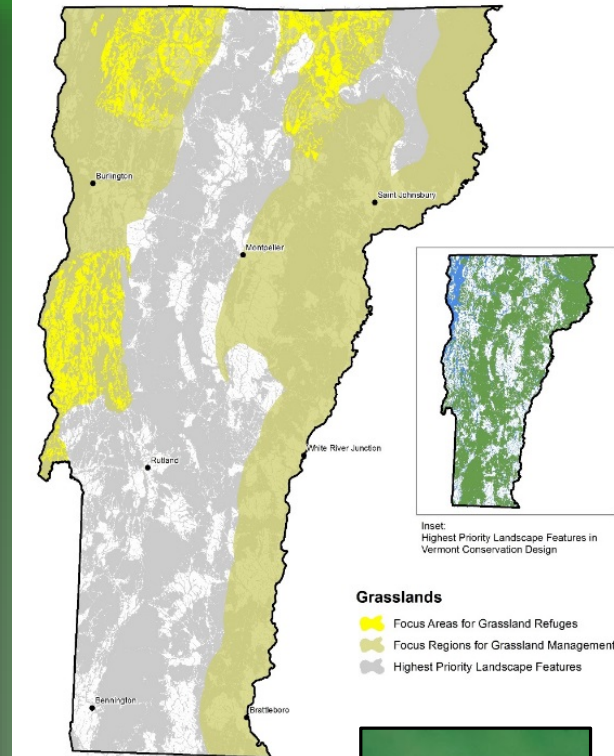 Burlington
Saint Johnsbury
Montpelier
White River Junction
Rutland
Bennington
Brattleboro
Inset:
Highest Priority Landscape Features in
Vermont Conservation Design
Grasslands
Focus Areas for Grassland Refuges
Focus Regions for Grassland Management
Highest Priority Landscape Features